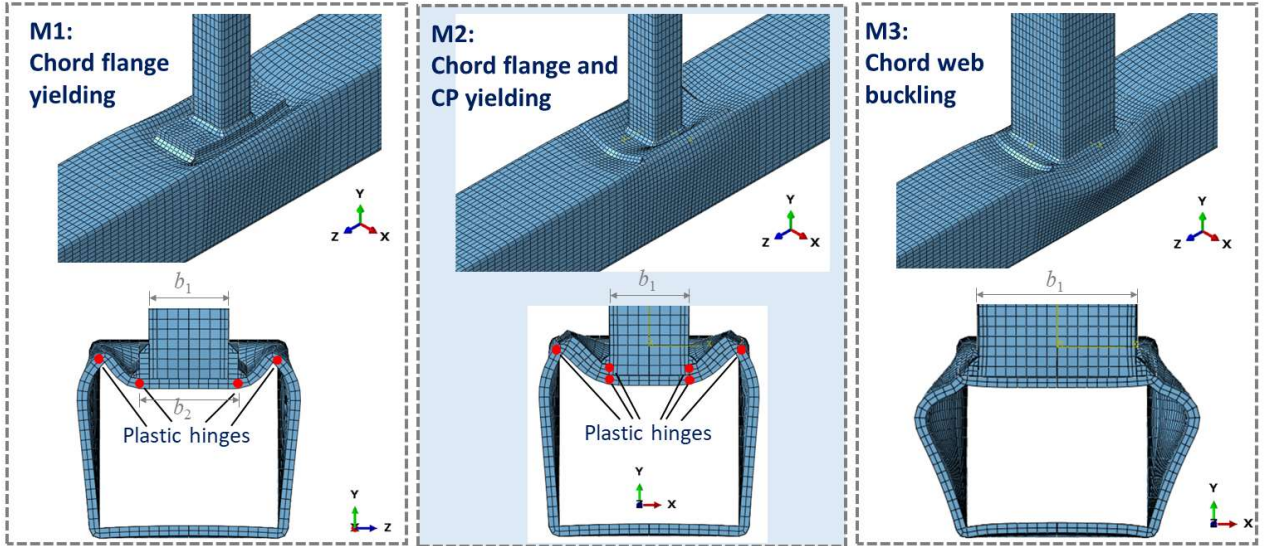 M1:
Chord flange
yielding
Y
Z
X
b1
b2
Plastic hinges
Y
X
Z
M2:
Chord flange and
CP yielding
Y
Z
X
b1
Plastic hinges
Y
Z
X
M3:
Chord web
buckling
Y
Z
X
b1
Y
Z
X